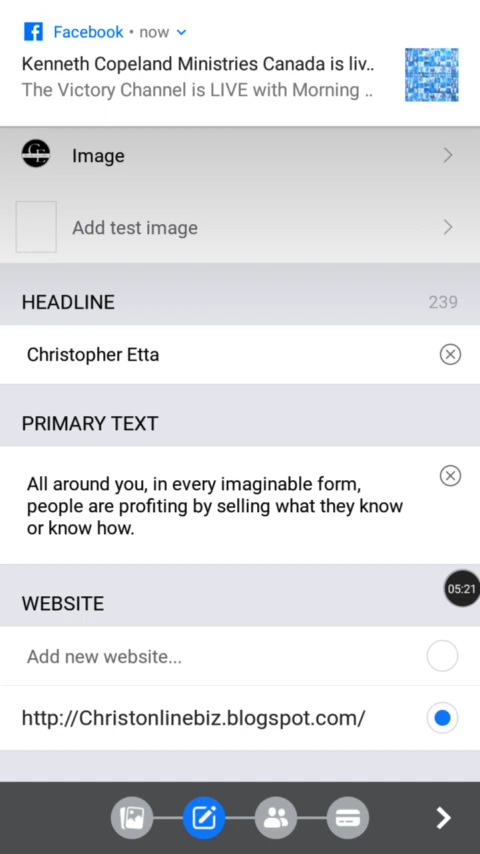 Facebook • now
Kenneth Copeland Ministries Canada is liv..
The Victory Channel is LIVE with Morning ..
Image
Add test image
HEADLINE 239
Christopher Etta
PRIMARY TEXT
All around you, in every imaginable form,
people are profiting by selling what they know
or know how.
05:21
WEBSITE
Add new website...
http://Christonlinebiz.blogspot.com/